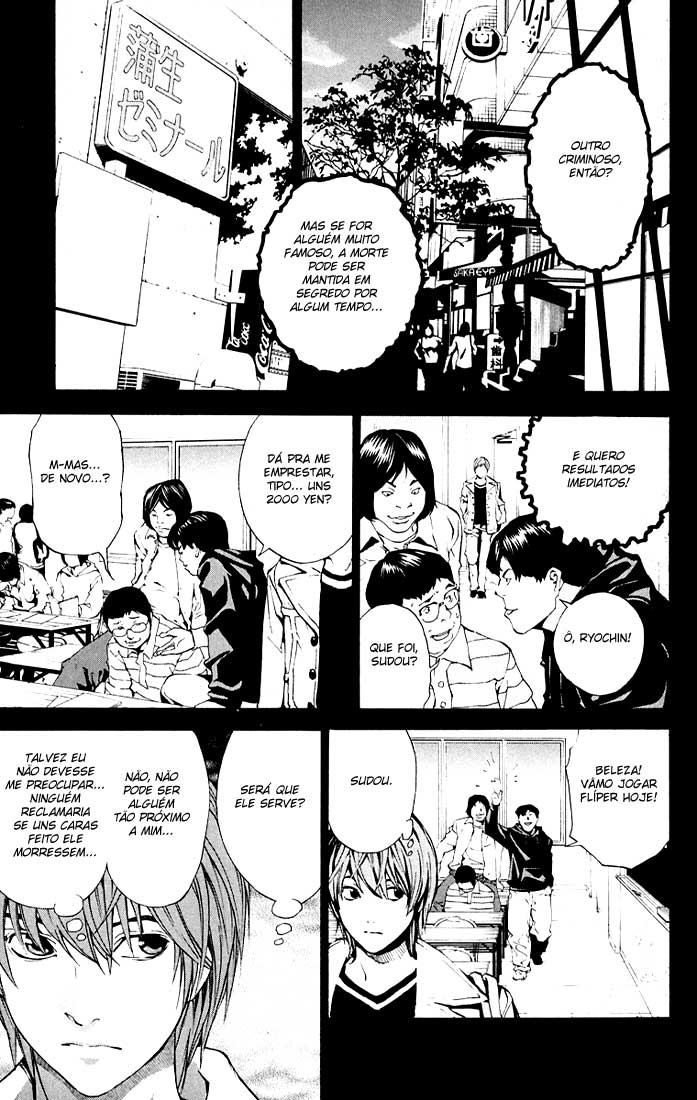 OUTRO
CRIMINOSO,
ENTÃO?
蒲生
ゼミナール
MAS SE FOR
ALGUÉM MUITO
FAMOSO, A MORTE
PODE SER
MANTIDA EM
SEGREDO POR
ALGUM TEMPO...
歯科
E QUERO
RESULTADOS
IMEDIATOS!
Ô, RYOCHIN!
QUE FOI,
SUDOU?
DÁ PRA ME
EMPRESTAR,
TIPO... UNS
2000 YEN?
M-MAS...
DE NOVO...?
BELEZA!
VÂMO JOGAR
FLÍPER HOJE!
SUDOU.
SERÁ QUE
ELE SERVE?
NÃO, NÃO
PODE SER
ALGUÉM
TÃO PRÓXIMO
A MIM...
TALVEZ EU
NÃO DEVESSE
ME PREOCUPAR...
NINGUÉM
RECLAMARIA
SE UNS CARAS
FEITO ELE
MORRESSEM...